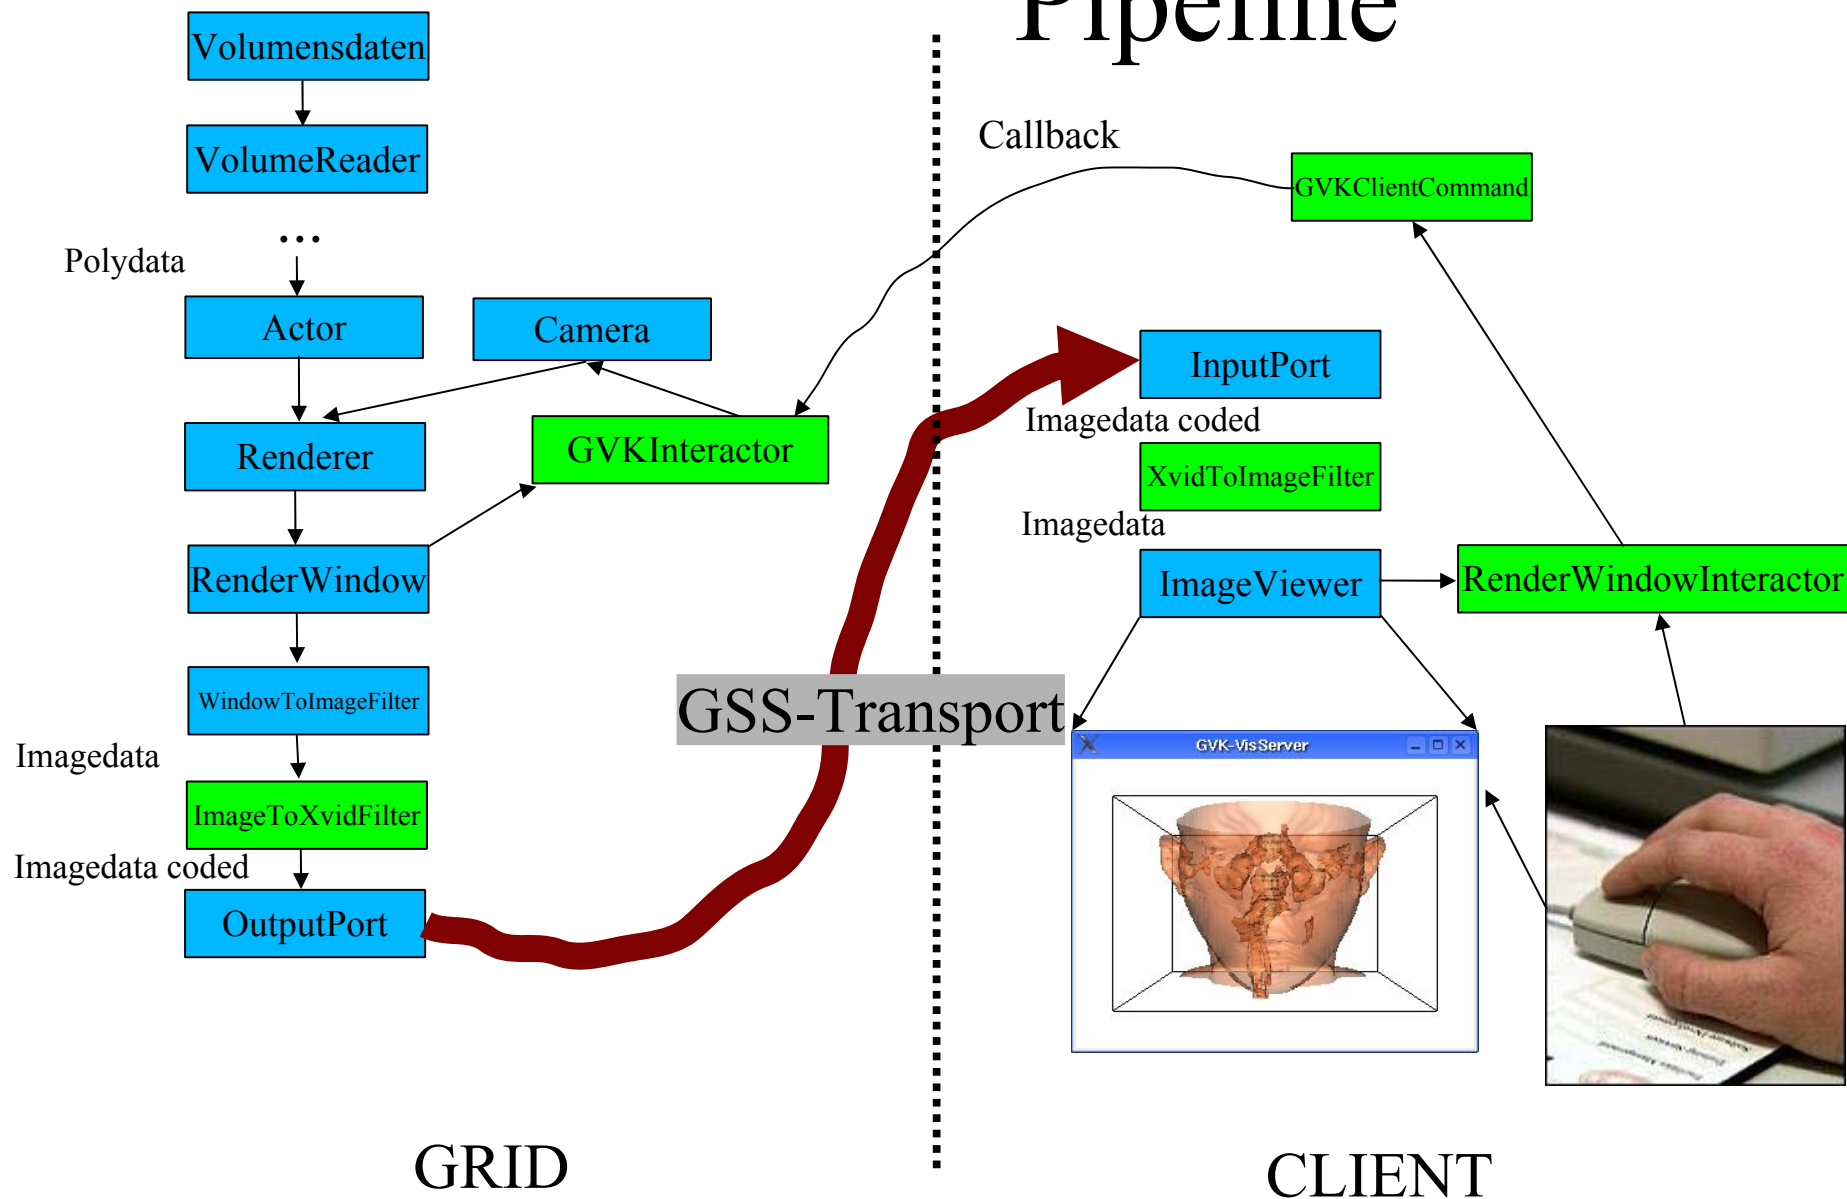 Pipeline
Volumensdaten
VolumeReader
...
Polydata
Actor
Camera
Renderer
GVKInteractor
RenderWindow
WindowToImageFilter
Imagedata
ImageToXvidFilter
Imagedata coded
OutputPort
GSS-Transport
Callback
GVKClientCommand
InputPort
Imagedata coded
XvidToImageFilter
Imagedata
ImageViewer
RenderWindowInteractor
GVK-VisServer
GRID
CLIENT